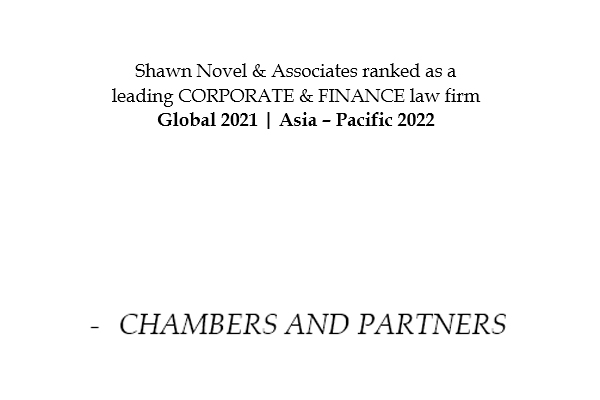 Shawn Novel & Associates ranked as a
leading CORPORATE & FINANCE law firm
Global 2021 | Asia – Pacific 2022
- CHAMBERS AND PARTNERS